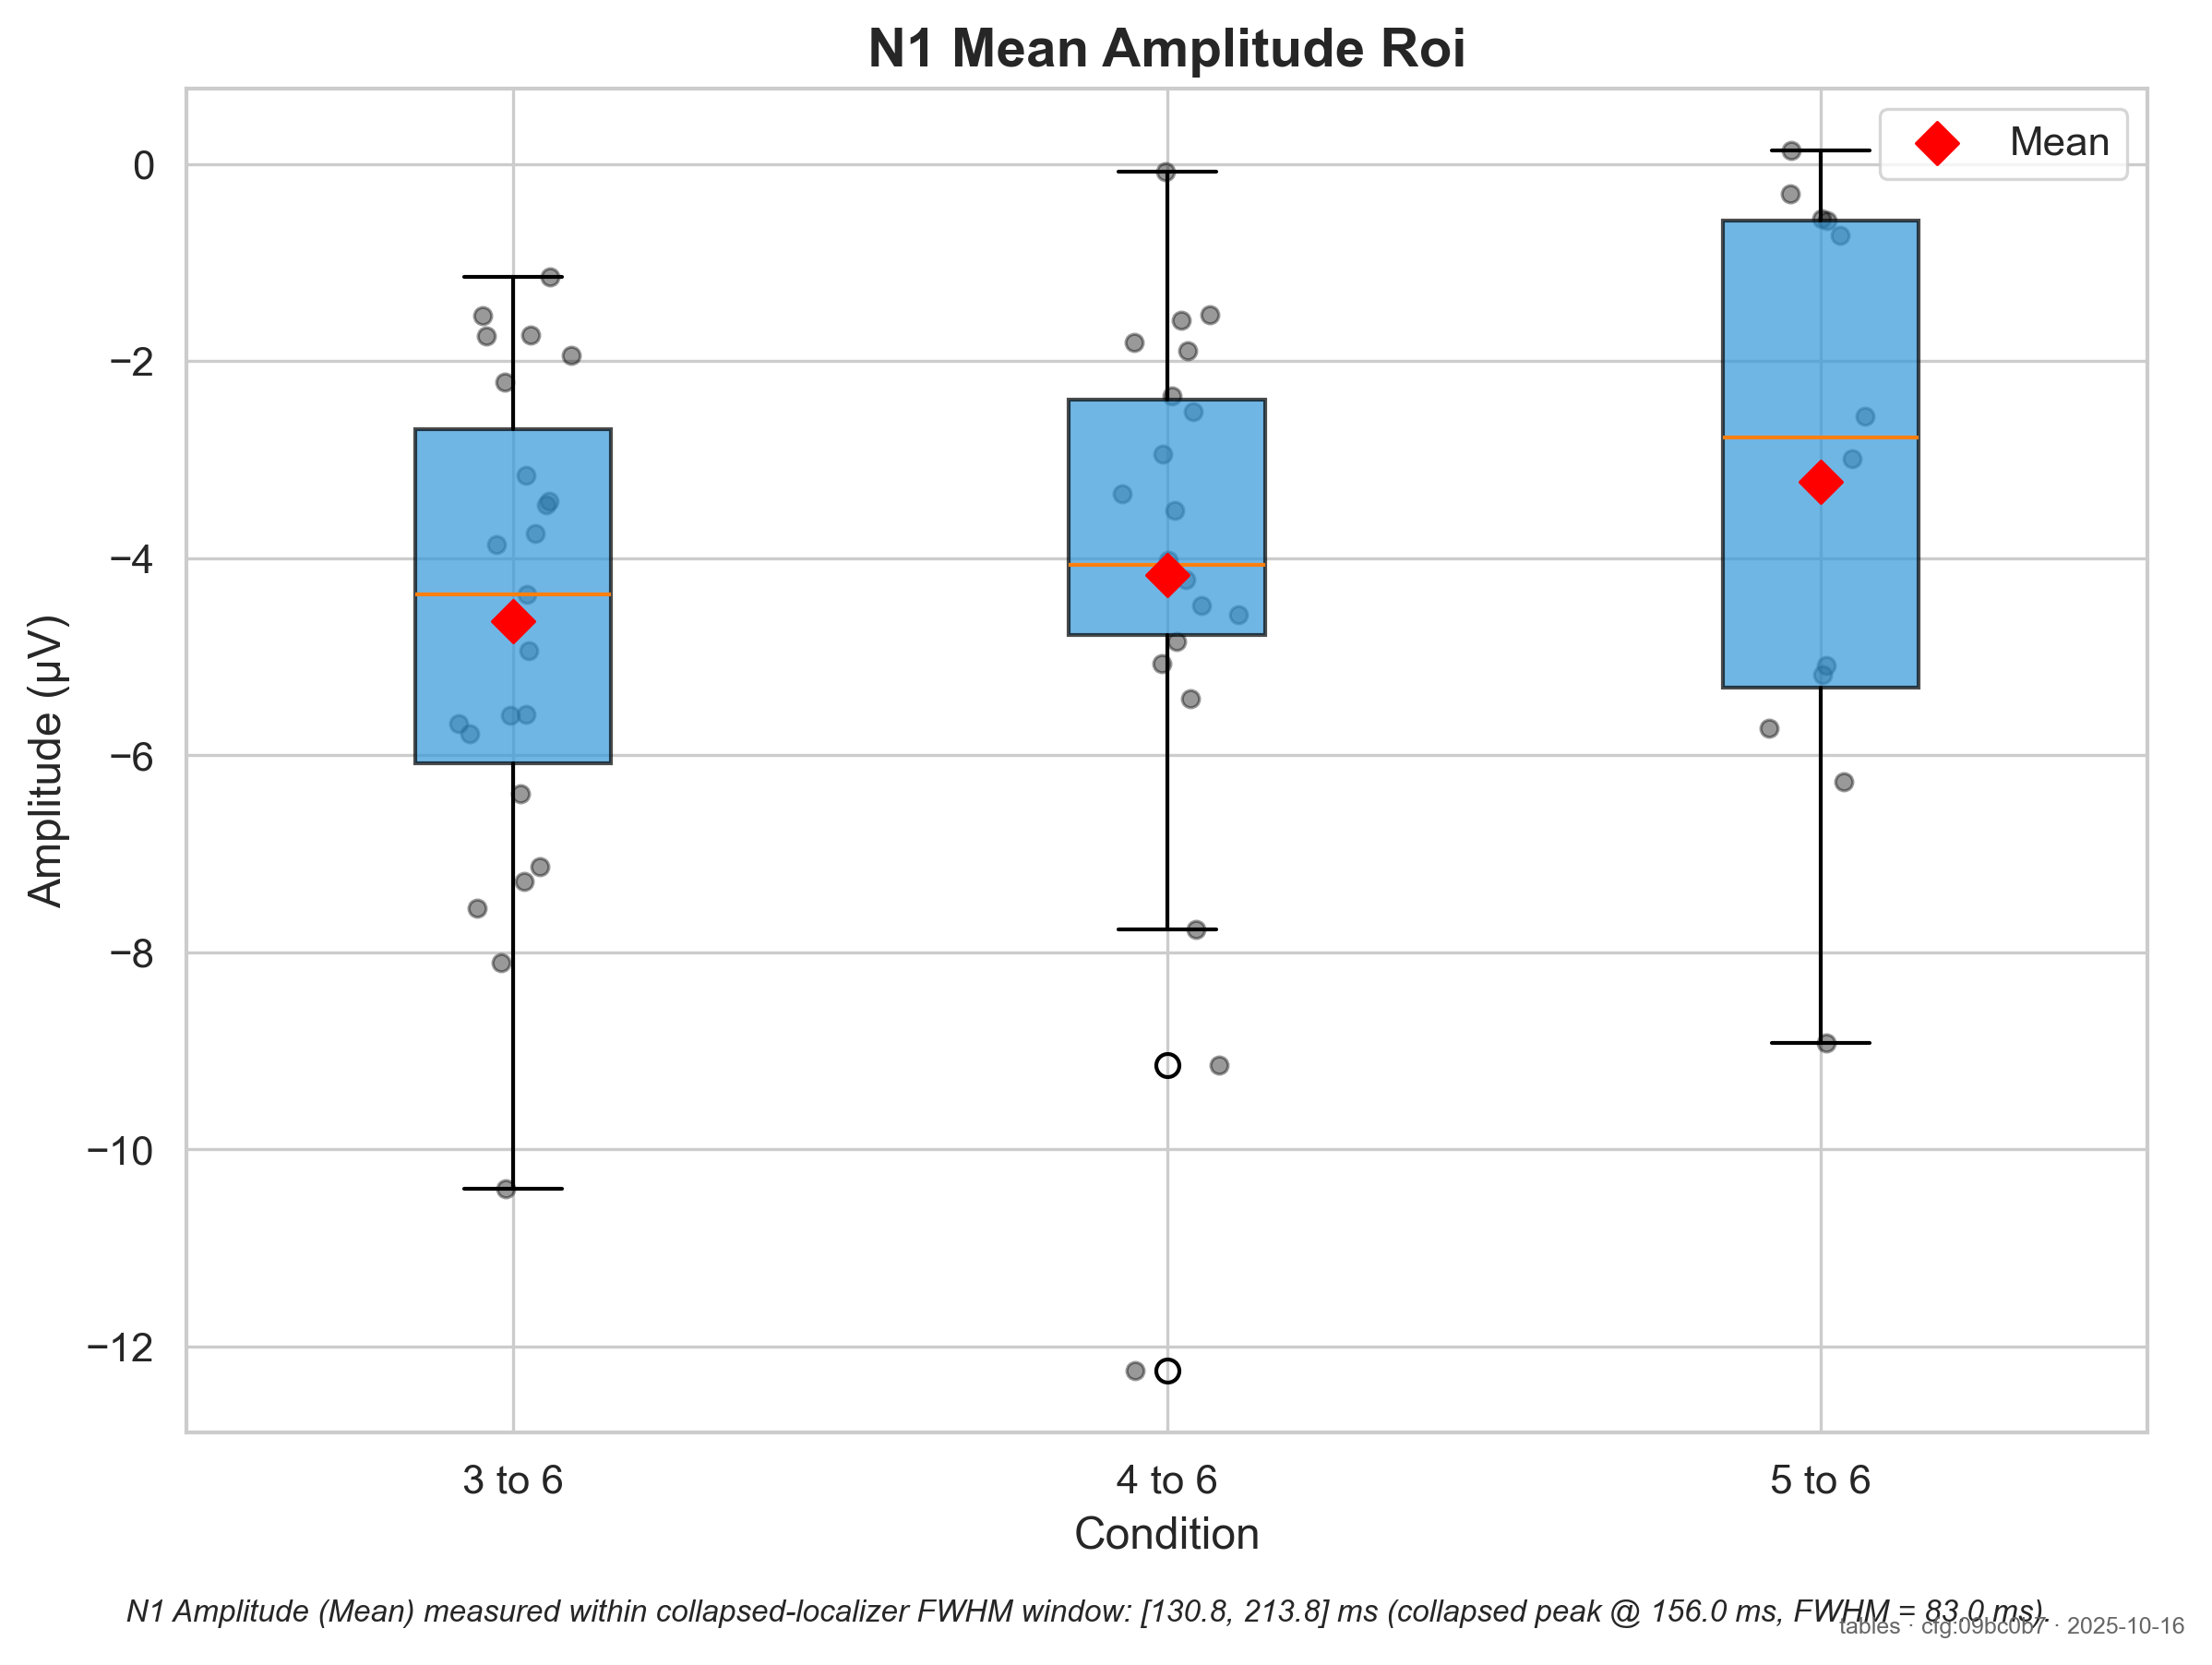 N1 Mean Amplitude Roi
Mean
0
−2
−4
−6
−8
−10
−12
Amplitude (µV)
3 to 6
4 to 6
5 to 6
Condition
N1 Amplitude (Mean) measured within collapsed-localizer FWHM window: [130.8, 213.8] ms (collapsed peak @ 156.0 ms, FWHM = 83.0 ms).
tables · cfg:09bc0b7 · 2025-10-16